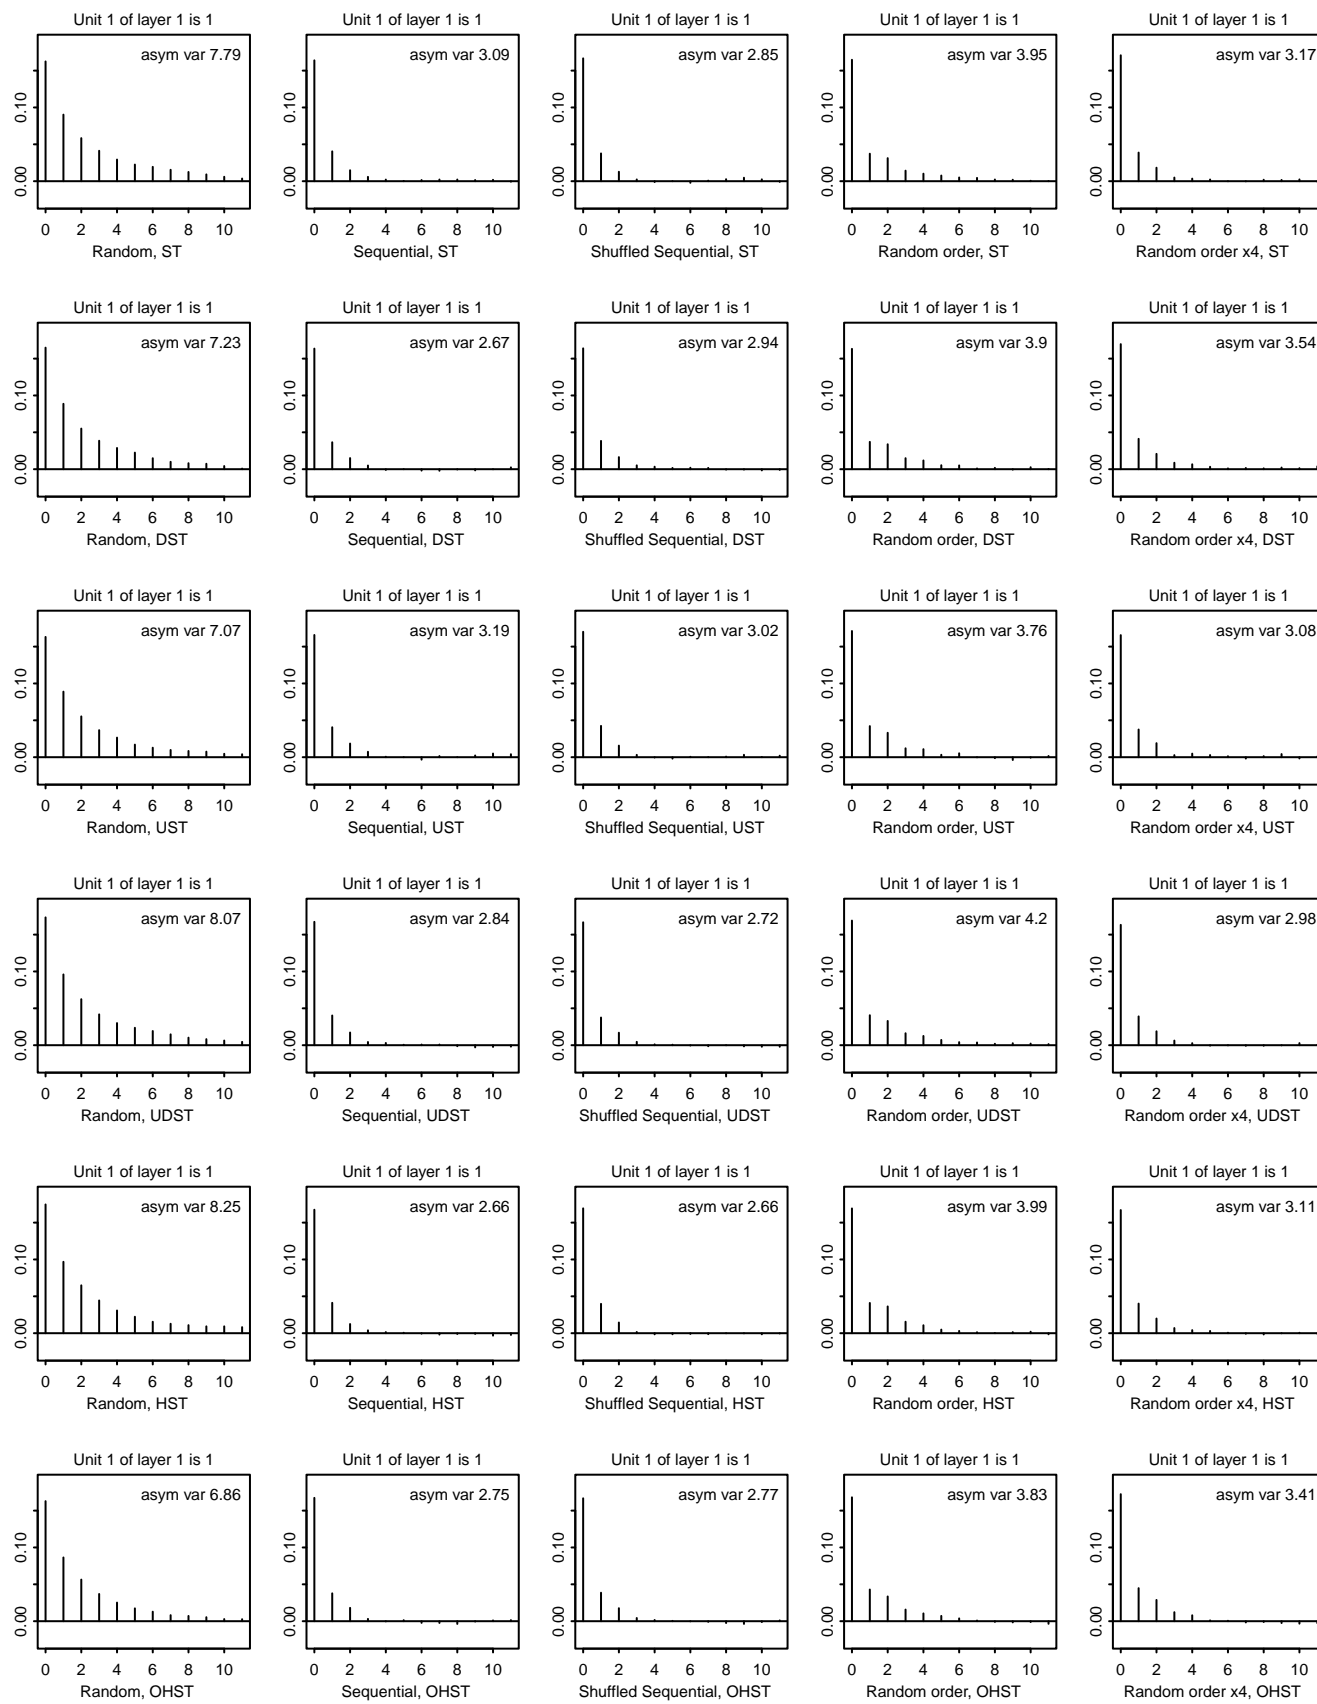 Unit 1 of layer 1 is 1 Unit 1 of layer 1 is 1 Unit 1 of layer 1 is 1 Unit 1 of layer 1 is 1 Unit 1 of layer 1 is 1
asym var 7.79 asym var 3.09 asym var 2.85 asym var 3.95 asym var 3.17
0.10 0.10 0.10 0.10 0.10
0.00 0.00 0.00 0.00 0.00
0 2 4 6 8 10 0 2 4 6 8 10 0 2 4 6 8 10 0 2 4 6 8 10 0 2 4 6 8 10
Random, ST Sequential, ST Shuffled Sequential, ST Random order, ST Random order x4, ST
Unit 1 of layer 1 is 1 Unit 1 of layer 1 is 1 Unit 1 of layer 1 is 1 Unit 1 of layer 1 is 1 Unit 1 of layer 1 is 1
asym var 7.23 asym var 2.67 asym var 2.94 asym var 3.9 asym var 3.54
0.10 0.10 0.10 0.10 0.10
0.00 0.00 0.00 0.00 0.00
0 2 4 6 8 10 0 2 4 6 8 10 0 2 4 6 8 10 0 2 4 6 8 10 0 2 4 6 8 10
Random, DST Sequential, DST Shuffled Sequential, DST Random order, DST Random order x4, DST
Unit 1 of layer 1 is 1 Unit 1 of layer 1 is 1 Unit 1 of layer 1 is 1 Unit 1 of layer 1 is 1 Unit 1 of layer 1 is 1
asym var 7.07 asym var 3.19 asym var 3.02 asym var 3.76 asym var 3.08
0.10 0.10 0.10 0.10 0.10
0.00 0.00 0.00 0.00 0.00
0 2 4 6 8 10 0 2 4 6 8 10 0 2 4 6 8 10 0 2 4 6 8 10 0 2 4 6 8 10
Random, UST Sequential, UST Shuffled Sequential, UST Random order, UST Random order x4, UST
Unit 1 of layer 1 is 1 Unit 1 of layer 1 is 1 Unit 1 of layer 1 is 1 Unit 1 of layer 1 is 1 Unit 1 of layer 1 is 1
asym var 8.07 asym var 2.84 asym var 2.72 asym var 4.2 asym var 2.98
0.10 0.10 0.10 0.10 0.10
0.00 0.00 0.00 0.00 0.00
0 2 4 6 8 10 0 2 4 6 8 10 0 2 4 6 8 10 0 2 4 6 8 10 0 2 4 6 8 10
Random, UDST Sequential, UDST Shuffled Sequential, UDST Random order, UDST Random order x4, UDST
Unit 1 of layer 1 is 1 Unit 1 of layer 1 is 1 Unit 1 of layer 1 is 1 Unit 1 of layer 1 is 1 Unit 1 of layer 1 is 1
asym var 8.25 asym var 2.66 asym var 2.66 asym var 3.99 asym var 3.11
0.10 0.10 0.10 0.10 0.10
0.00 0.00 0.00 0.00 0.00
0 2 4 6 8 10 0 2 4 6 8 10 0 2 4 6 8 10 0 2 4 6 8 10 0 2 4 6 8 10
Random, HST Sequential, HST Shuffled Sequential, HST Random order, HST Random order x4, HST
Unit 1 of layer 1 is 1 Unit 1 of layer 1 is 1 Unit 1 of layer 1 is 1 Unit 1 of layer 1 is 1 Unit 1 of layer 1 is 1
asym var 6.86 asym var 2.75 asym var 2.77 asym var 3.83 asym var 3.41
0.10 0.10 0.10 0.10 0.10
0.00 0.00 0.00 0.00 0.00
0 2 4 6 8 10 0 2 4 6 8 10 0 2 4 6 8 10 0 2 4 6 8 10 0 2 4 6 8 10
Random, OHST Sequential, OHST Shuffled Sequential, OHST Random order, OHST Random order x4, OHST